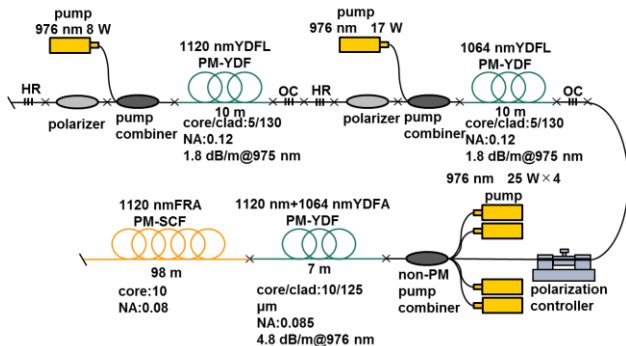 pump
976 nm 8 W
1120 nmYDFL
PM-YDF
HR
polarizer
pump
combiner
10 m
core/clad:5/130
NA:0.12
1.8 dB/m@975 nm
OC
HR
pump
976 nm 17 W
1064 nmYDFL
PM-YDF
polarizer
pump
combiner
10 m
core/clad:5/130
NA:0.12
1.8 dB/m@975 nm
OC
1120 nmFRA
PM-SCF
98 m
core:10
NA:0.08
1120 nm+1064 nmYDFA
PM-YDF
7 m
core/clad:10/125
μm
NA:0.085
4.8 dB/m@976 nm
976 nm 25 W×4
pump
non-PM
pump
combiner
polarization
controller